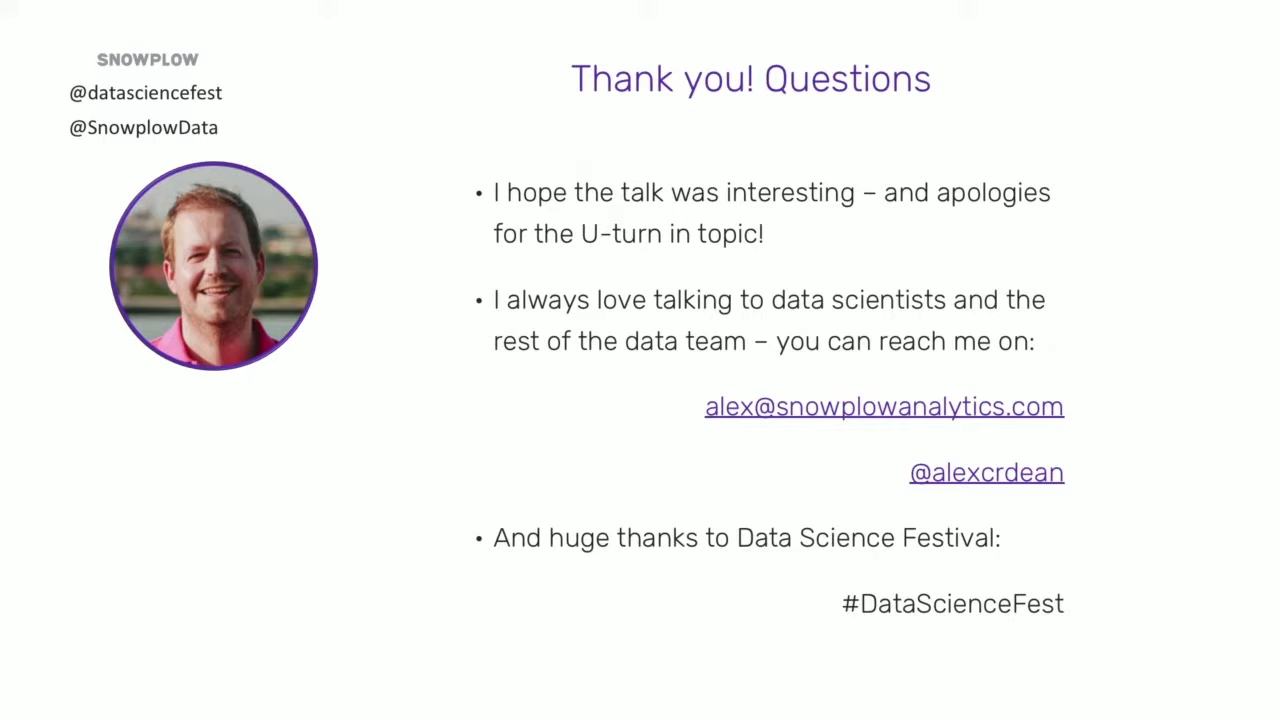 SNOWPLOW
@datasciencefest
@SnowplowData
Thank you! Questions
• I hope the talk was interesting – and apologies
for the U-turn in topic!
• I always love talking to data scientists and the
rest of the data team – you can reach me on:
alex@snowplowanalytics.com
@alexcrdean
• And huge thanks to Data Science Festival:
#DataScienceFest